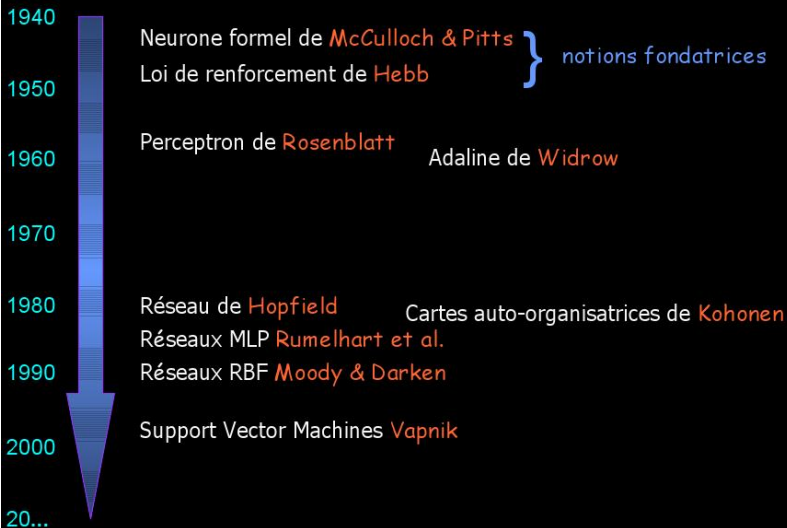 1940
Neurone formel de McCulloch & Pitts
} notions fondatrices
Loi de renforcement de Hebb
1950
Perceptron de Rosenblatt
Adaline de Widrow
1960
1970
1980
Réseau de Hopfield
Cartes auto-organisatrices de Kohonen
Réseaux MLP Rumelhart et al.
1990
Réseaux RBF Moody & Darken
Support Vector Machines Vapnik
2000
20...